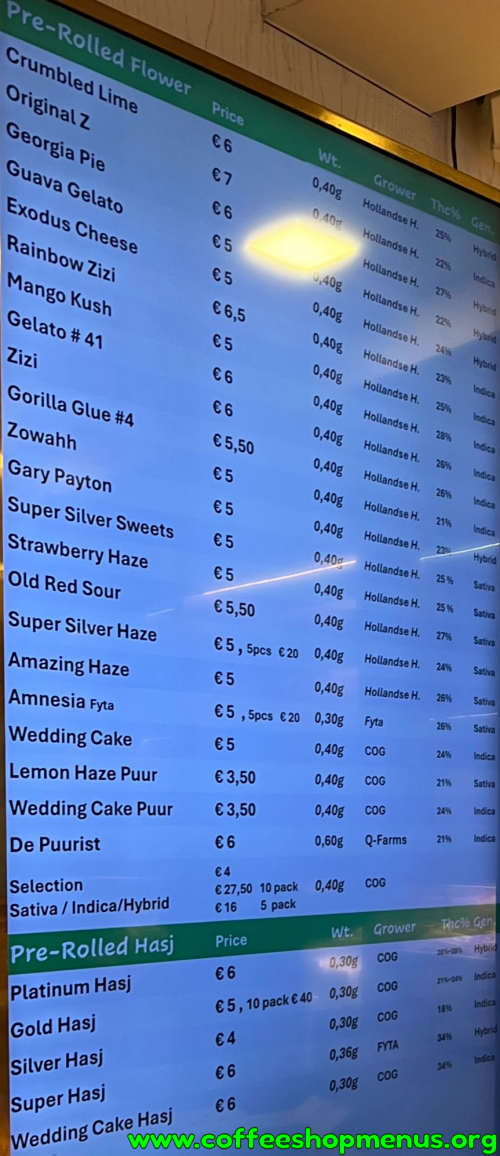 Pre-Rolled Flower Price Wt. Grower Thc% Gen.
Crumbled Lime € 6 0,40g Hollandse H. 25% Hybrid
Original Z € 7 0,40g Hollandse H. 22% Indica
Georgia Pie € 6 Hollandse H. 27% Hybrid
Guava Gelato € 5 0,40g Hollandse H. 22% Hybrid
Exodus Cheese € 5 0,40g Hollandse H. 24% Hybrid
Rainbow Zizi € 6,5 0,40g Hollandse H. 23% Indica
Mango Kush € 5 0,40g Hollandse H. 25% Indica
Gelato # 41 € 6 0,40g Hollandse H. 28% Indica
Zizi € 6 0,40g Hollandse H. 26% Indica
Gorilla Glue #4 € 5,50 0,40g Hollandse H. 26% Indica
Zowahh € 5 0,40g Hollandse H. 21% Indica
Gary Payton € 5 0,40g Hollandse H. 23% Hybrid
Super Silver Sweets € 5 0,40g Hollandse H. 25% Sativa
Strawberry Haze € 5 0,40g Hollandse H. 25% Sativa
Old Red Sour € 5,50 0,40g Hollandse H. 27% Sativa
Super Silver Haze € 5 , 5pcs € 20 0,40g Hollandse H. 24% Sativa
Amazing Haze € 5 0,40g Hollandse H. 26% Sativa
Amnesia Fyta € 5 , 5pcs € 20 0,30g Fyta 26% Sativa
Wedding Cake € 5 0,40g COG 24% Indica
Lemon Haze Puur € 3,50 0,40g COG 21% Sativa
Wedding Cake Puur € 3,50 0,40g COG 24% Indica
De Puurist € 6 0,60g Q-Farms 21% Indica
€ 4
Selection € 27,50 10 pack 0,40g COG
Sativa / Indica/Hybrid € 16 5 pack
Pre-Rolled Hasj Price Wt. Grower Thc% Gen
Platinum Hasj € 6 0,30g COG Hybrid
Gold Hasj € 5 , 10 pack € 40 0,30g COG Indica
Silver Hasj € 4 0,30g COG 18% Indica
Super Hasj € 6 0,36g FYTA 34% Hybrid
Wedding Cake Hasj € 6 0,30g COG 34% Indica
www.coffeeshopmenus.org